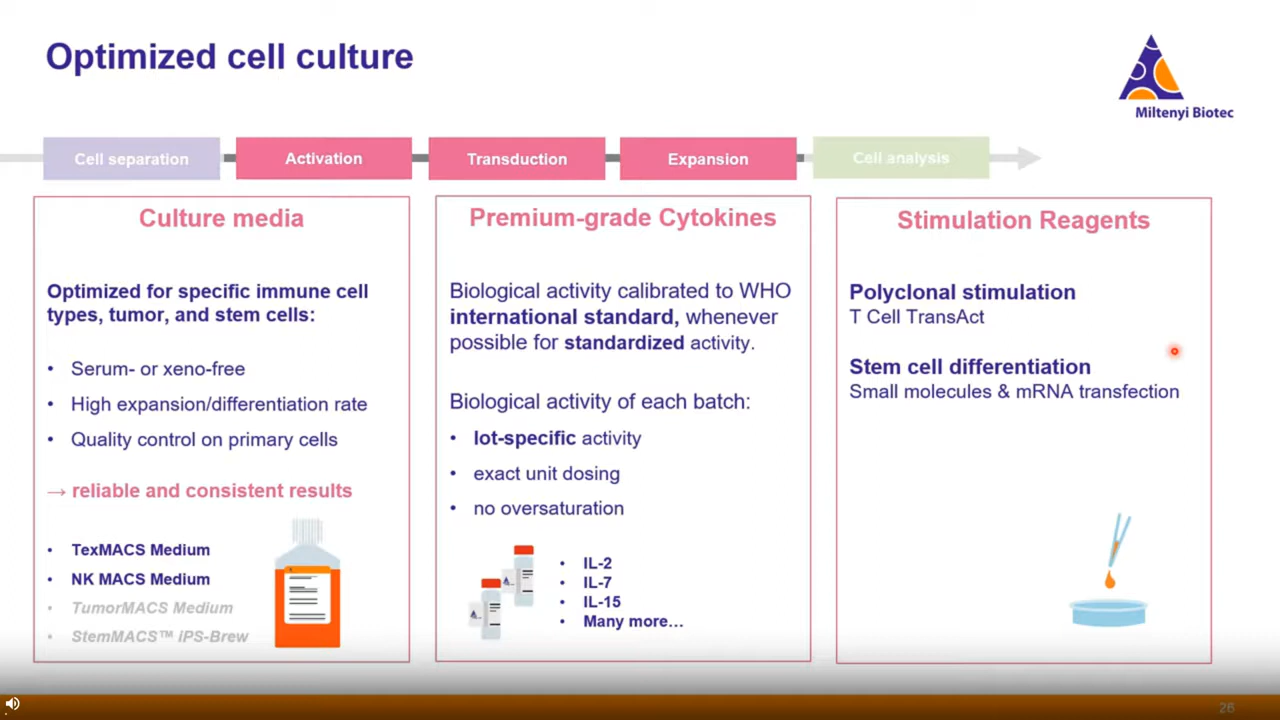 Optimized cell culture
Miltenyi Biotec
Cell separation
Activation
Transduction
Expansion
Cell analysis
Culture media
Optimized for specific immune cell
types, tumor, and stem cells:
• Serum- or xeno-free
• High expansion/differentiation rate
• Quality control on primary cells
→ reliable and consistent results
• TexMACS Medium
• NK MACS Medium
• TumorMACS Medium
• StemMACS™ iPS-Brew
Premium-grade Cytokines
Biological activity calibrated to WHO
international standard, whenever
possible for standardized activity.
Biological activity of each batch:
• lot-specific activity
• exact unit dosing
• no oversaturation
• IL-2
• IL-7
• IL-15
• Many more…
Stimulation Reagents
Polyclonal stimulation
T Cell TransAct
Stem cell differentiation
Small molecules & mRNA transfection
26